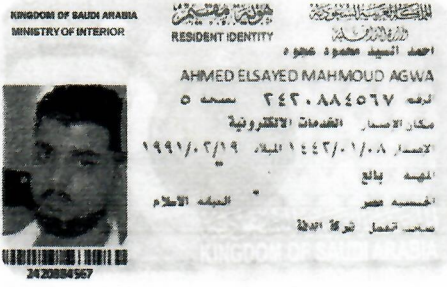 KINGDOM OF SAUDI ARABIA
MINISTRY OF INTERIOR
هوية مقيم
RESIDENT IDENTITY
المملكة العربية السعودية
وزارة الداخلية
احمد السيد محمود عجوه
AHMED ELSAYED MAHMOUD AGWA
الرقم ٢٤٢٠٨٨٤٥٦٧ نسخة ٥
مكان الاصدار الخدمات الالكترونية
الاصدار ١٤٤٢/٠١/٠٨ الميلاد ١٩٩١/٠٢/١٩
المهنة بائع
الجنسية مصر الديانة الاسلام
صاحب العمل شركة
KINGDOM OF SAUDI ARABIA
2420884567